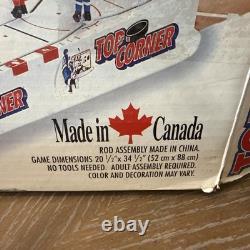 TOP
CORNER
CORNER
Made in Canada
ROD ASSEMBLY MADE IN CHINA.
GAME DIMENSIONS 20 1/2" x 34 1/2" (52 cm x 88 cm)
NO TOOLS NEEDED. ADULT ASSEMBLY REQUIRED.
COLOR AND DECORATION MAY VARY.